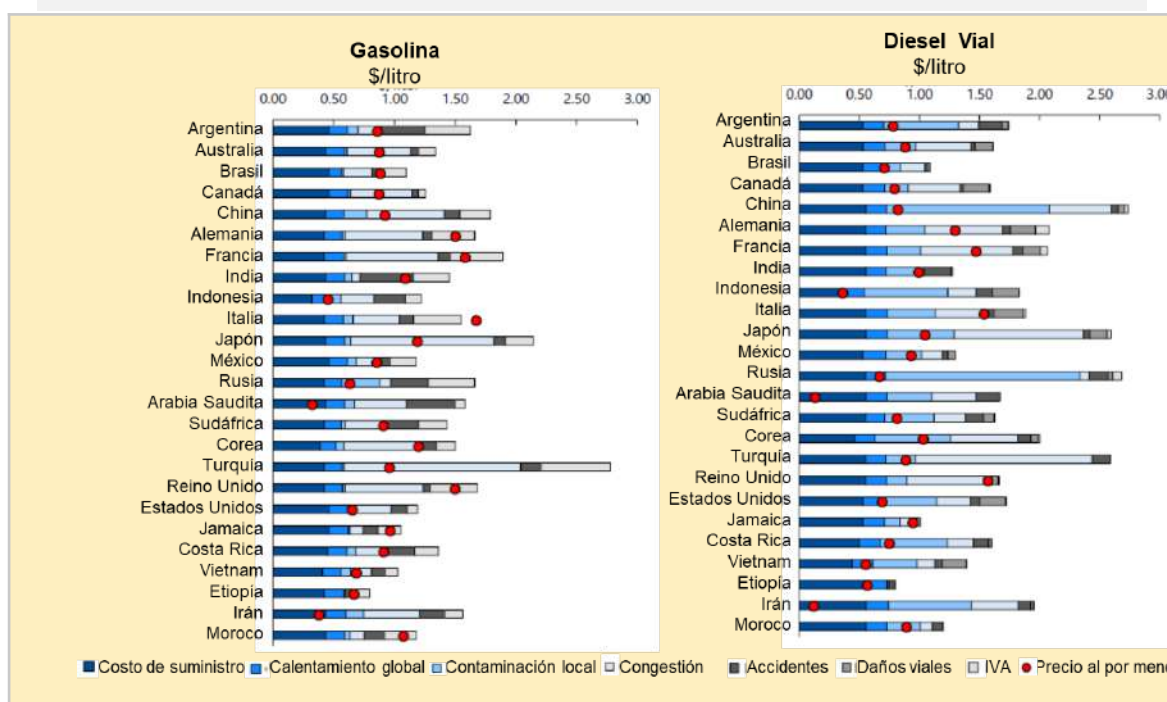 Gasolina
$/litro
0.00 0.50 1.00 1.50 2.00 2.50 3.00
Argentina
Australia
Brasil
Canadá
China
Alemania
Francia
India
Indonesia
Italia
Japón
México
Rusia
Arabia Saudita
Sudáfrica
Corea
Turquía
Reino Unido
Estados Unidos
Jamaica
Costa Rica
Vietnam
Etiopía
Irán
Moroco
Diesel Vial
$/litro
0.00 0.50 1.00 1.50 2.00 2.50 3.00
Argentina
Australia
Brasil
Canadá
China
Alemania
Francia
India
Indonesia
Italia
Japón
México
Rusia
Arabia Saudita
Sudáfrica
Corea
Turquía
Reino Unido
Estados Unidos
Jamaica
Costa Rica
Vietnam
Etiopía
Irán
Moroco
Costo de suministro Calentamiento global Contaminación local Congestión Accidentes Daños viales IVA Precio al por meno